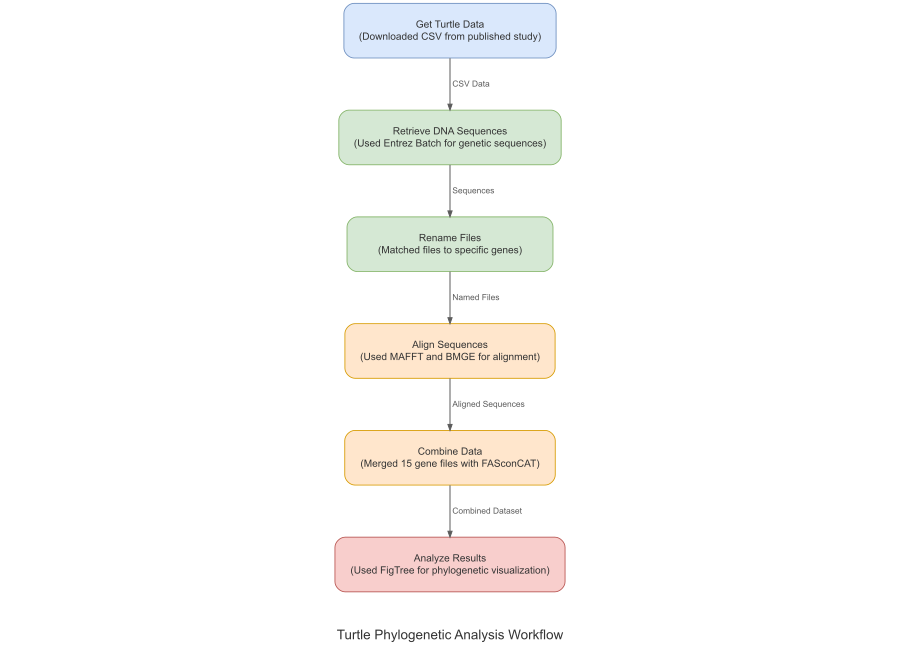 Get Turtle Data
(Downloaded CSV from published study)
CSV Data
Retrieve DNA Sequences
(Used Entrez Batch for genetic sequences)
Sequences
Rename Files
(Matched files to specific genes)
Named Files
Align Sequences
(Used MAFFT and BMGE for alignment)
Aligned Sequences
Combine Data
(Merged 15 gene files with FASconCAT)
Combined Dataset
Analyze Results
(Used FigTree for phylogenetic visualization)
Turtle Phylogenetic Analysis Workflow